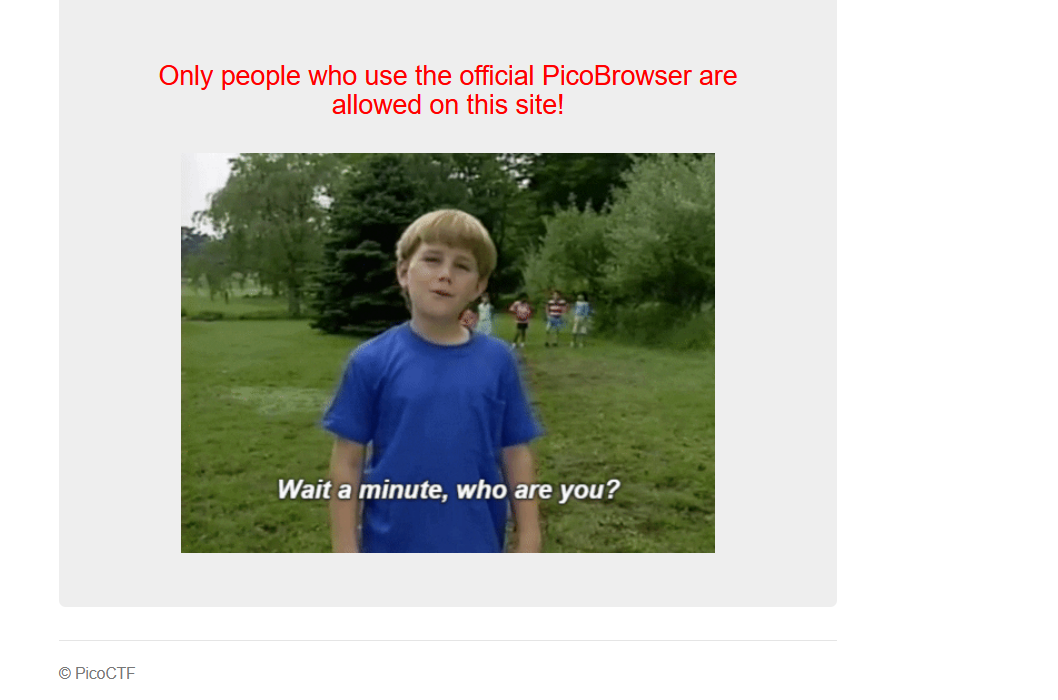 Only people who use the official PicoBrowser are
allowed on this site!
Wait a minute, who are you?
© PicoCTF